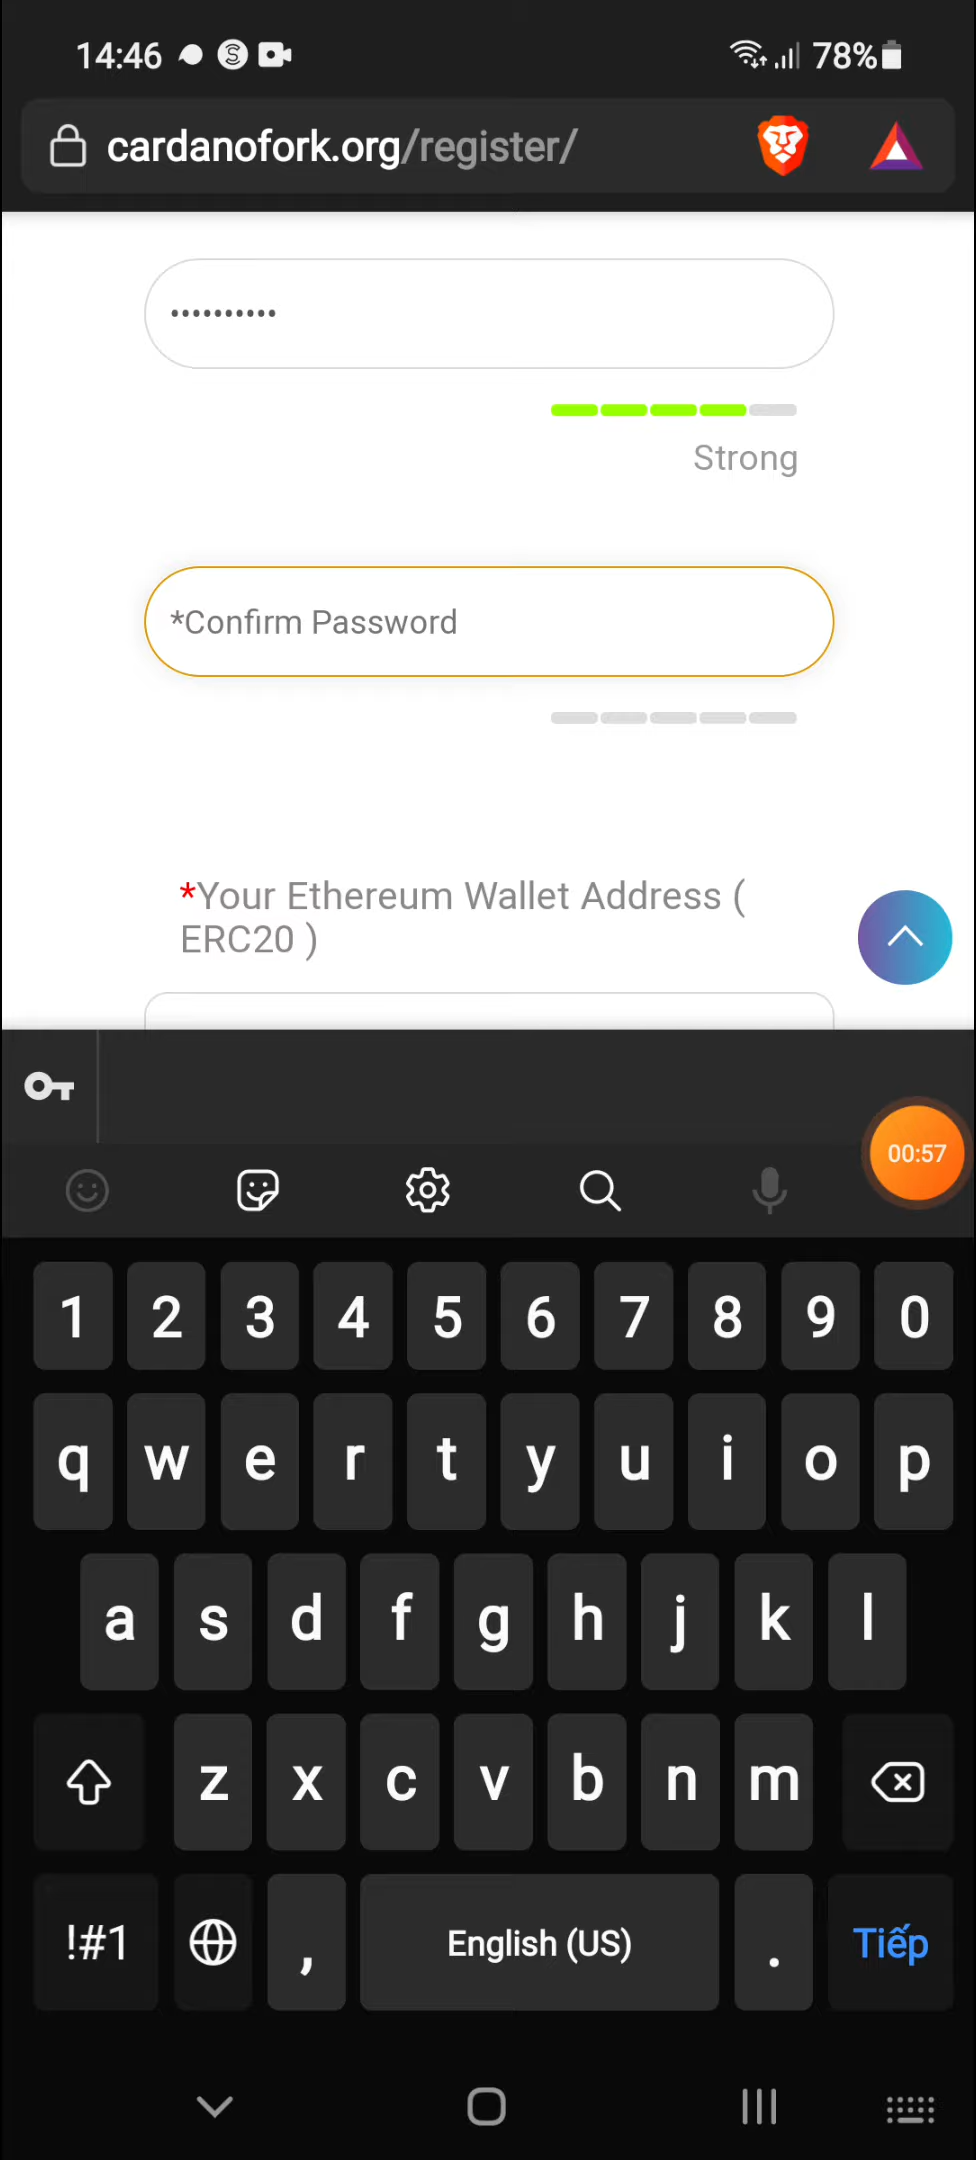 14:46
78%
cardanofork.org/register/
••••••••••
Strong
*Confirm Password
*Your Ethereum Wallet Address (
ERC20 )
00:57
1 2 3 4 5 6 7 8 9 0
q w e r t y u i o p
a s d f g h j k l
z x c v b n m
!#1 , English (US) . Tiếp